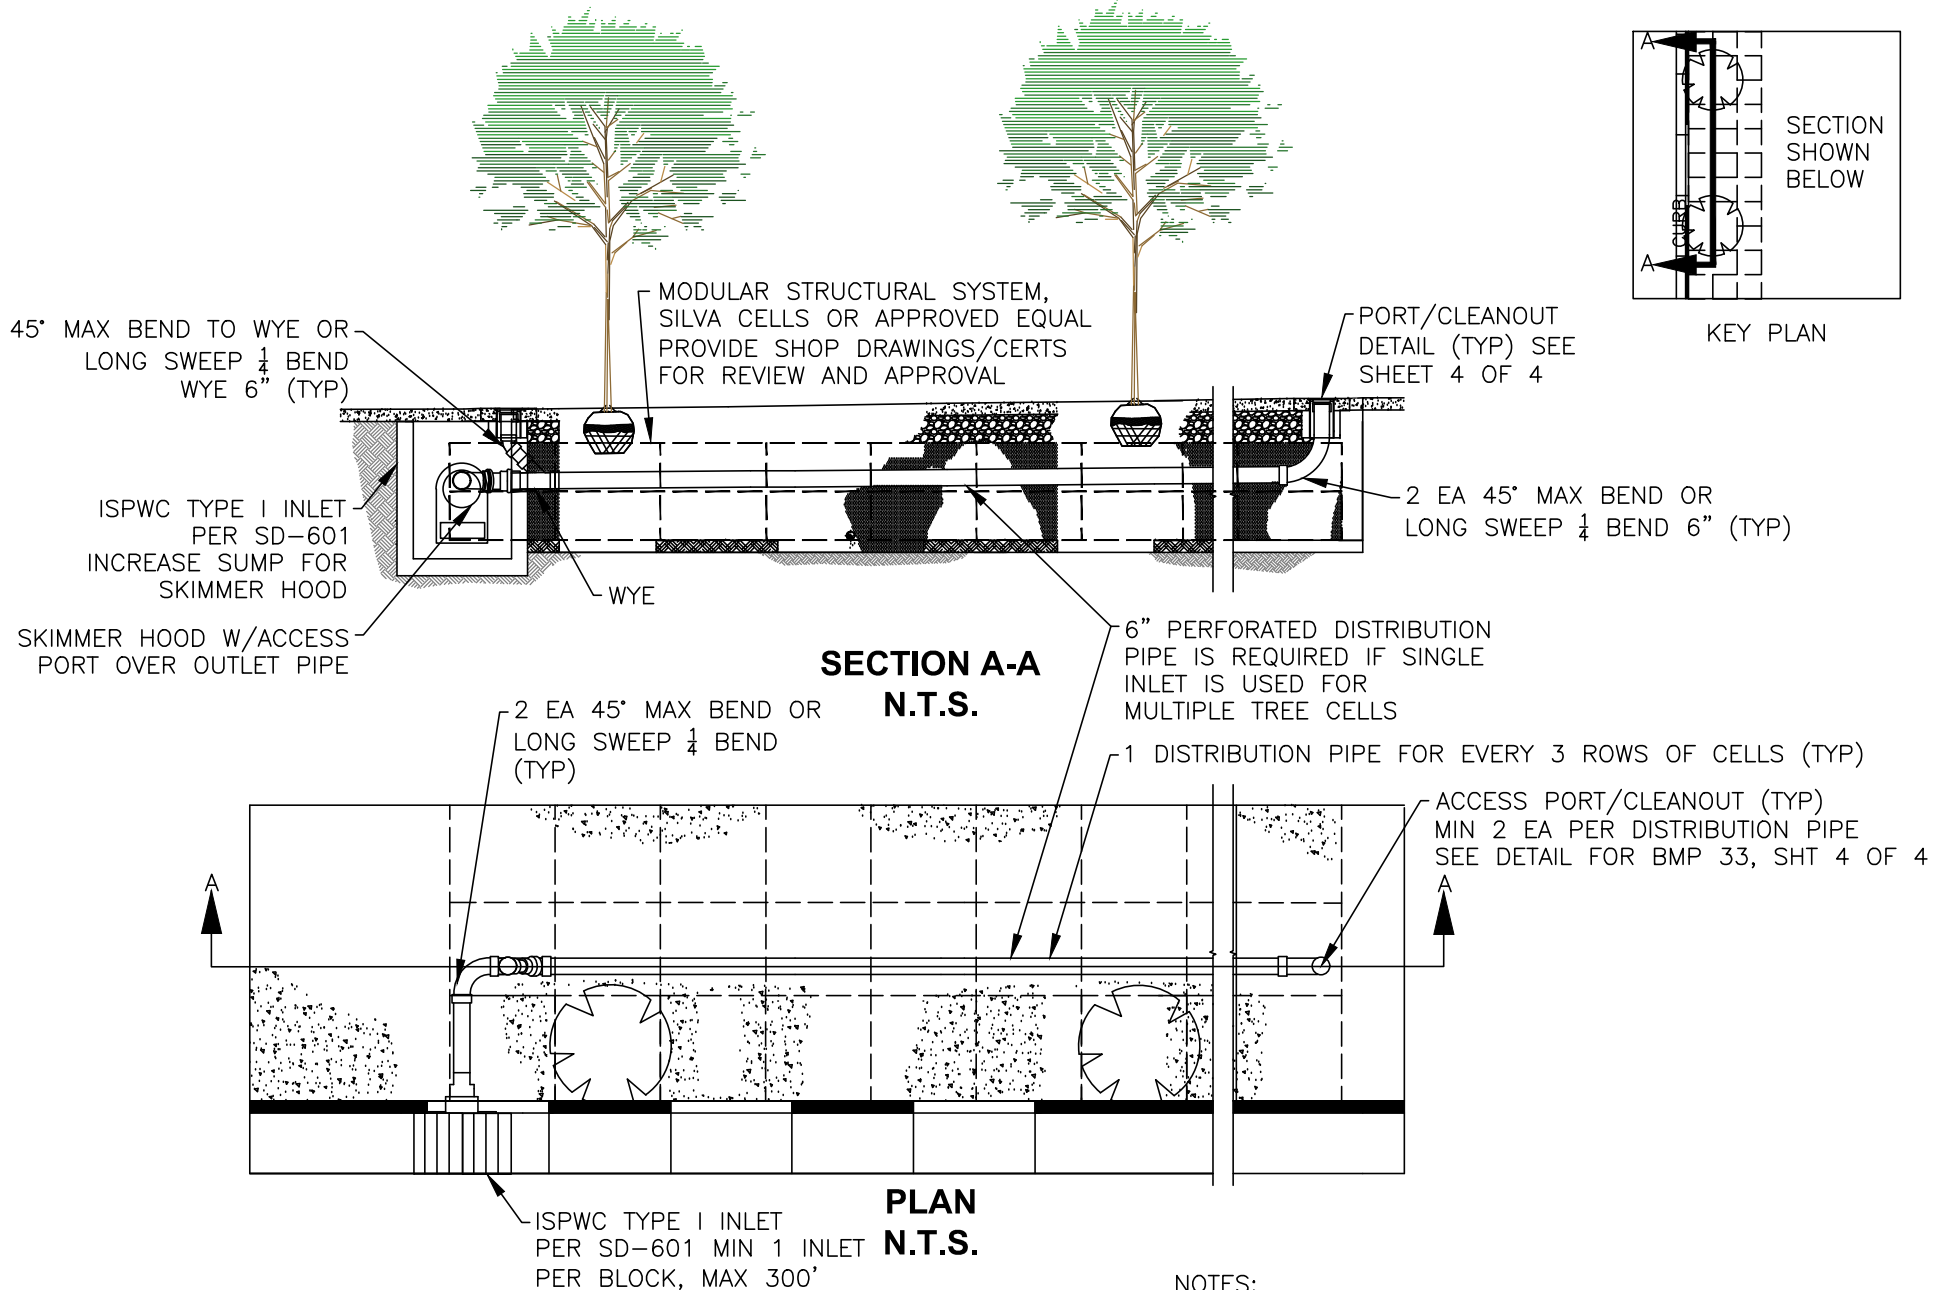 A
A
CURB
SECTION
SHOWN
BELOW
KEY PLAN
45° MAX BEND TO WYE OR
LONG SWEEP 1/4 BEND
WYE 6" (TYP)
MODULAR STRUCTURAL SYSTEM,
SILVA CELLS OR APPROVED EQUAL
PROVIDE SHOP DRAWINGS/CERTS
FOR REVIEW AND APPROVAL
PORT/CLEANOUT
DETAIL (TYP) SEE
SHEET 4 OF 4
ISPWC TYPE I INLET
PER SD-601
INCREASE SUMP FOR
SKIMMER HOOD
SKIMMER HOOD W/ACCESS
PORT OVER OUTLET PIPE
WYE
2 EA 45° MAX BEND OR
LONG SWEEP 1/4 BEND 6" (TYP)
6" PERFORATED DISTRIBUTION
PIPE IS REQUIRED IF SINGLE
INLET IS USED FOR
MULTIPLE TREE CELLS
SECTION A-A
N.T.S.
2 EA 45° MAX BEND OR
LONG SWEEP 1/4 BEND
(TYP)
1 DISTRIBUTION PIPE FOR EVERY 3 ROWS OF CELLS (TYP)
ACCESS PORT/CLEANOUT (TYP)
MIN 2 EA PER DISTRIBUTION PIPE
SEE DETAIL FOR BMP 33, SHT 4 OF 4
A
A
ISPWC TYPE I INLET
PER SD-601 MIN 1 INLET
PER BLOCK, MAX 300'
PLAN
N.T.S.
NOTES: